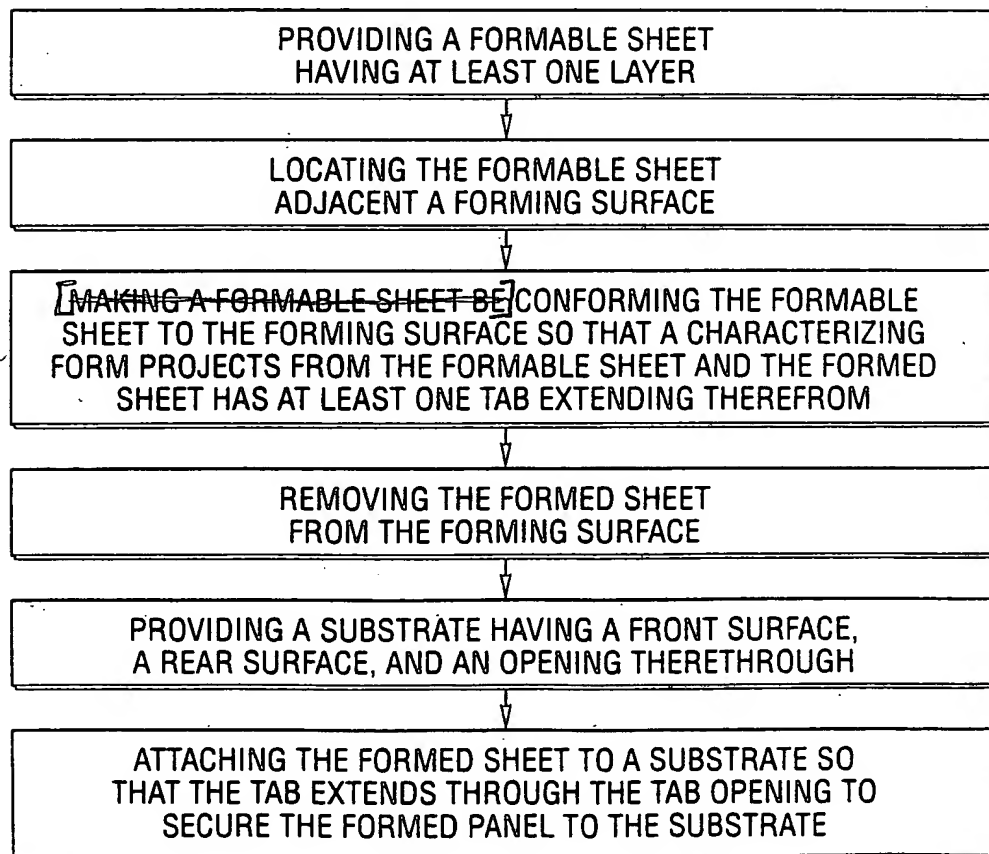 PROVIDING A FORMABLE SHEET
HAVING AT LEAST ONE LAYER
LOCATING THE FORMABLE SHEET
ADJACENT A FORMING SURFACE
[MAKING A FORMABLE SHEET BE] CONFORMING THE FORMABLE
SHEET TO THE FORMING SURFACE SO THAT A CHARACTERIZING
FORM PROJECTS FROM THE FORMABLE SHEET AND THE FORMED
SHEET HAS AT LEAST ONE TAB EXTENDING THEREFROM
REMOVING THE FORMED SHEET
FROM THE FORMING SURFACE
PROVIDING A SUBSTRATE HAVING A FRONT SURFACE,
A REAR SURFACE, AND AN OPENING THERETHROUGH
ATTACHING THE FORMED SHEET TO A SUBSTRATE SO
THAT THE TAB EXTENDS THROUGH THE TAB OPENING TO
SECURE THE FORMED PANEL TO THE SUBSTRATE